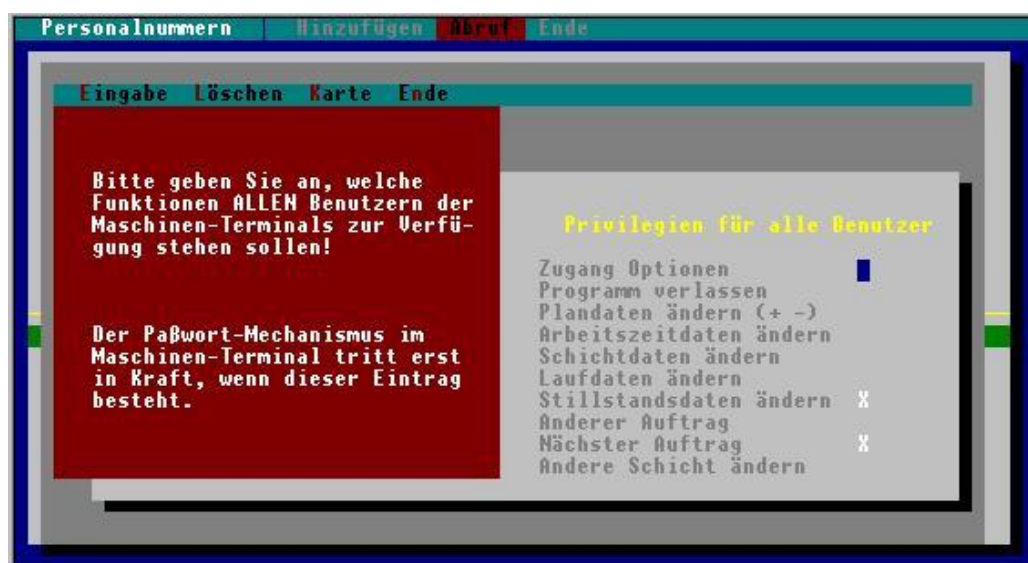 Personalnummern Hinzufügen Abruf Ende
Eingabe Löschen Karte Ende
Bitte geben Sie an, welche
Funktionen ALLEN Benutzern der
Maschinen-Terminals zur Verfü-
gung stehen sollen!
Der Paßwort-Mechanismus im
Maschinen-Terminal tritt erst
in Kraft, wenn dieser Eintrag
besteht.
Privilegien für alle Benutzer
Zugang Optionen
Programm verlassen
Plandaten ändern (+ -)
Arbeitszeitdaten ändern
Schichtdaten ändern
Laufdaten ändern
Stillstandsdaten ändern X
Anderer Auftrag
Nächster Auftrag X
Andere Schicht ändern